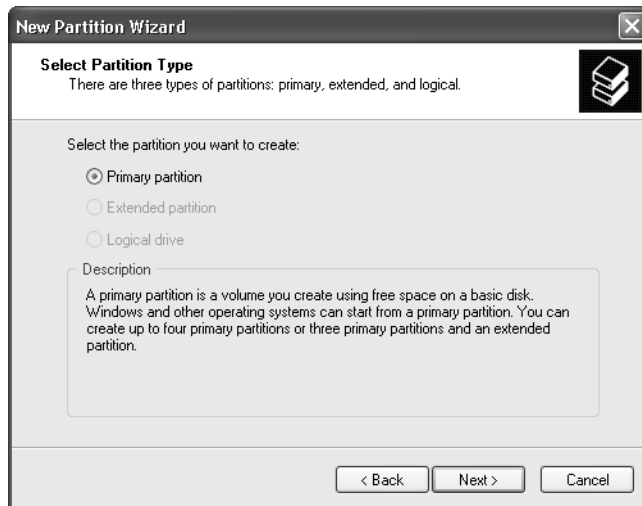 New Partition Wizard
Select Partition Type
There are three types of partitions: primary, extended, and logical.
Select the partition you want to create:
Primary partition
Extended partition
Logical drive
Description
A primary partition is a volume you create using free space on a basic disk.
Windows and other operating systems can start from a primary partition. You can
create up to four primary partitions or three primary partitions and an extended
partition.
< Back Next > Cancel